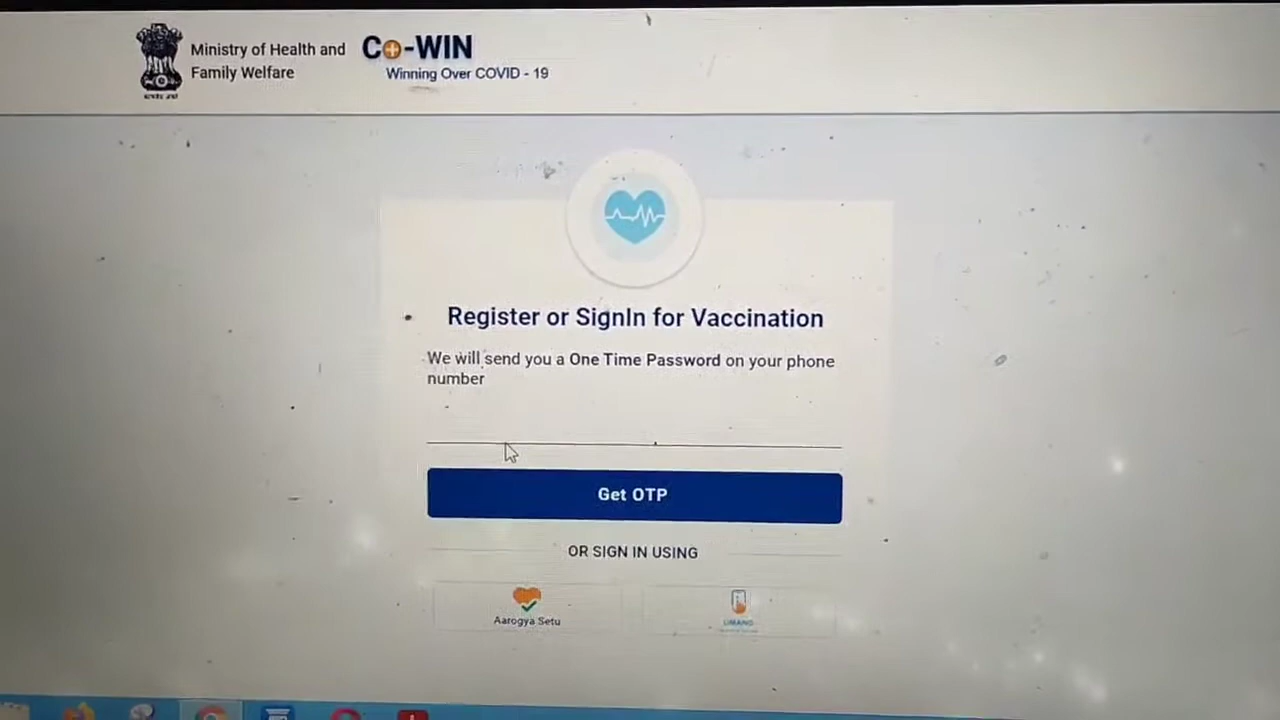 Ministry of Health and
Family Welfare
Co-WIN
Winning Over COVID - 19
Register or SignIn for Vaccination
We will send you a One Time Password on your phone
number
Get OTP
OR SIGN IN USING
Aarogya Setu
UMANG